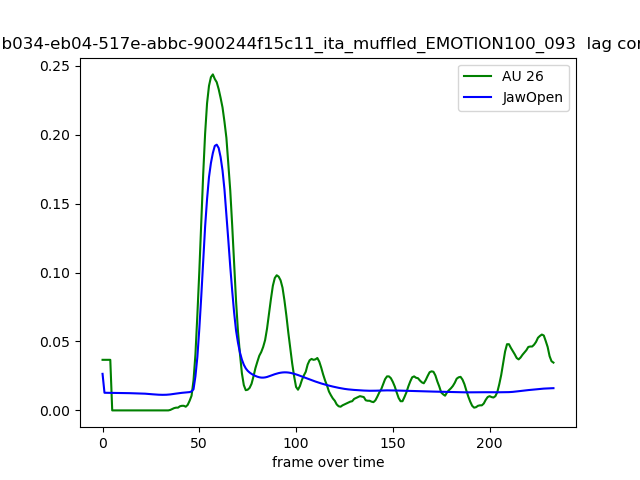 b034-eb04-517e-abbc-900244f15c11_ita_muffled_EMOTION100_093 lag cor
0.25
0.20
0.15
0.10
0.05
0.00
AU 26
JawOpen
0 50 100 150 200
frame over time